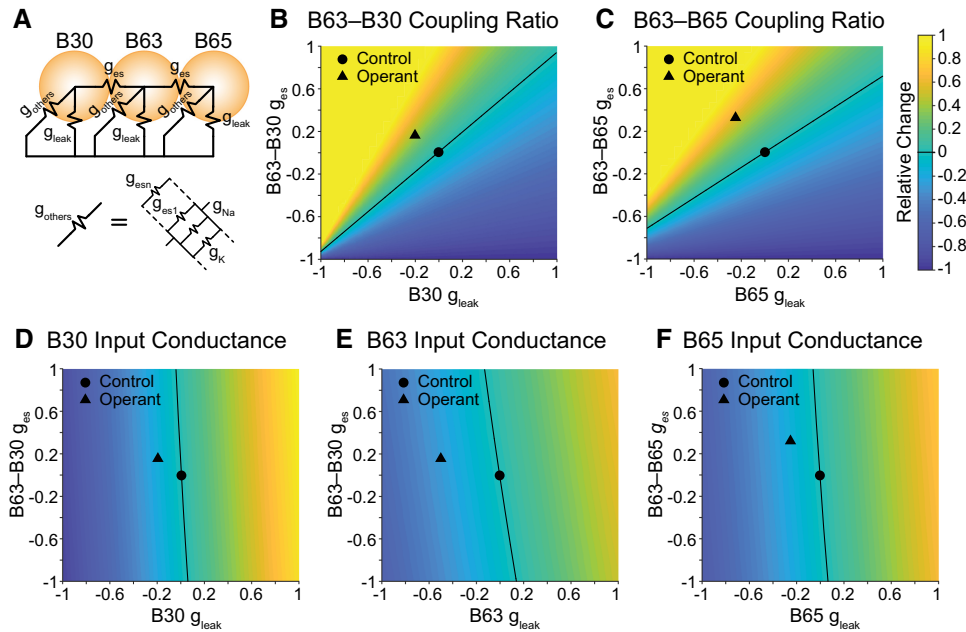 A
B30 B63 B65
g_es g_es
g_others g_others g_others
g_leak g_leak g_leak
g_others = g_esn g_es1 g_Na g_K
B B63–B30 Coupling Ratio
Control
Operant
B63–B30 g_es
1
0.6
0.2
-0.2
-0.6
-1
-1 -0.6 -0.2 0.2 0.6 1
B30 g_leak
C B63–B65 Coupling Ratio
Control
Operant
B63–B65 g_es
1
0.6
0.2
-0.2
-0.6
-1
-1 -0.6 -0.2 0.2 0.6 1
B65 g_leak
1
0.8
0.6
0.4
0.2
0
-0.2
-0.4
-0.6
-0.8
-1
Relative Change
D B30 Input Conductance
Control
Operant
B63–B30 g_es
1
0.6
0.2
-0.2
-0.6
-1
-1 -0.6 -0.2 0.2 0.6 1
B30 g_leak
E B63 Input Conductance
Control
Operant
B63–B30 g_es
1
0.6
0.2
-0.2
-0.6
-1
-1 -0.6 -0.2 0.2 0.6 1
B63 g_leak
F B65 Input Conductance
Control
Operant
B63–B65 g_es
1
0.6
0.2
-0.2
-0.6
-1
-1 -0.6 -0.2 0.2 0.6 1
B65 g_leak